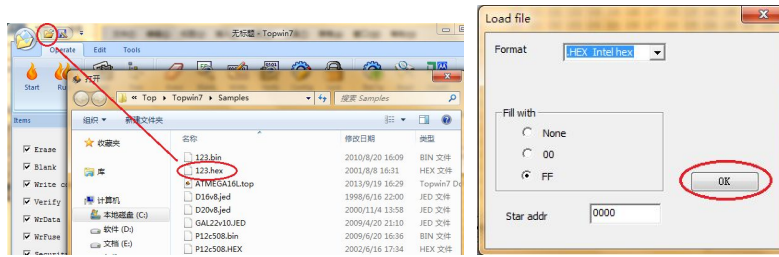 无标题 - Topwin7
Operate Edit Tools
Start
打开
« Top ▸ Topwin7 ▸ Samples
搜索 Samples
组织 新建文件夹
Items
收藏夹
库
计算机
本地磁盘 (C:)
软件 (D:)
文档 (E:)
Erase
Blank
Verify
WrData
WrFuse
名称 修改日期 类型
123.bin 2010/8/20 16:09 BIN 文件
123.hex 2001/8/8 16:31 HEX 文件
ATMEGA16L.top 2013/9/19 16:29 Topwin7
D16v8.jed 1998/6/16 22:00 JED 文件
D20v8.jed 2000/11/4 13:58 JED 文件
GAL22v10.JED 2009/4/20 21:10 JED 文件
P12c508.bin 2009/6/20 16:36 BIN 文件
P12c508.HEX 2002/6/16 17:34 HEX 文件
Load file
Format .HEX Intel hex
Fill with
None
00
FF
OK
Star addr 0000